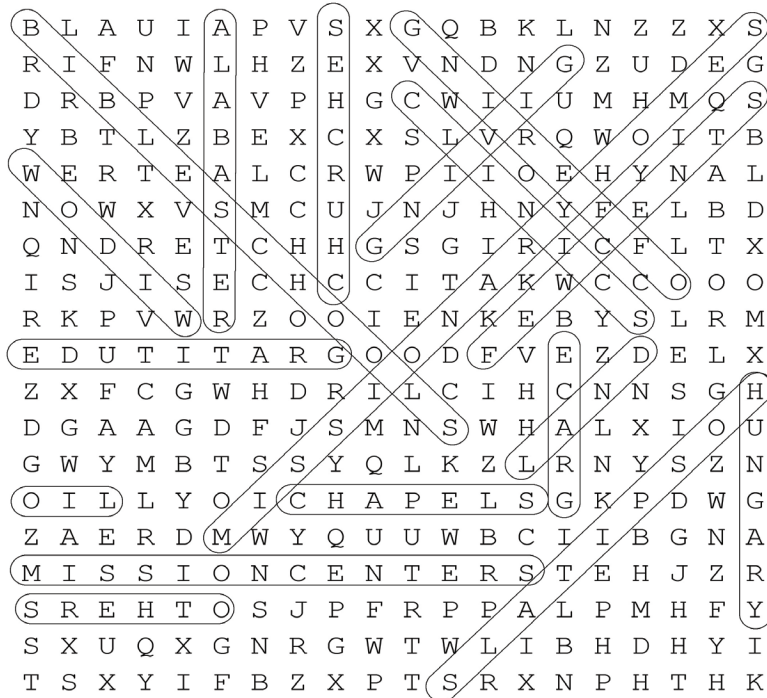 B L A U I A P V S X G Q B K L N Z Z X S
R I F N W L H Z E X V N D N G Z U D E G
D R B P V A V P H G C W I I U M H M Q S
Y B T L Z B E X C X S L V R Q W O I T B
W E R T E A L C R W P I I O E H Y N A L
N O W X V S M C U J N J H N Y F E L B D
Q N D R E T C H H G S G I R I C F L T X
I S J I S E C H C C I T A K W C C O O O
R K P V W R Z O O I E N K E B Y S L R M
E D U T I T A R G O O D F V E Z D E L X
Z X F C G W H D R I L C I H C N N S G H
D G A A G D F J S M N S W H A L X I O U
G W Y M B T S S Y Q L K Z L R N Y S Z N
O I L L Y O I C H A P E L S G K P D W G
Z A E R D M W Y Q U U W B C I I B G N A
M I S S I O N C E N T E R S T E H J Z R
S R E H T O S J P F R P P A L P M H F Y
S X U Q X G N R G W T W L I B H D H Y I
T S X Y I F B Z X P T S R X N P H T H K